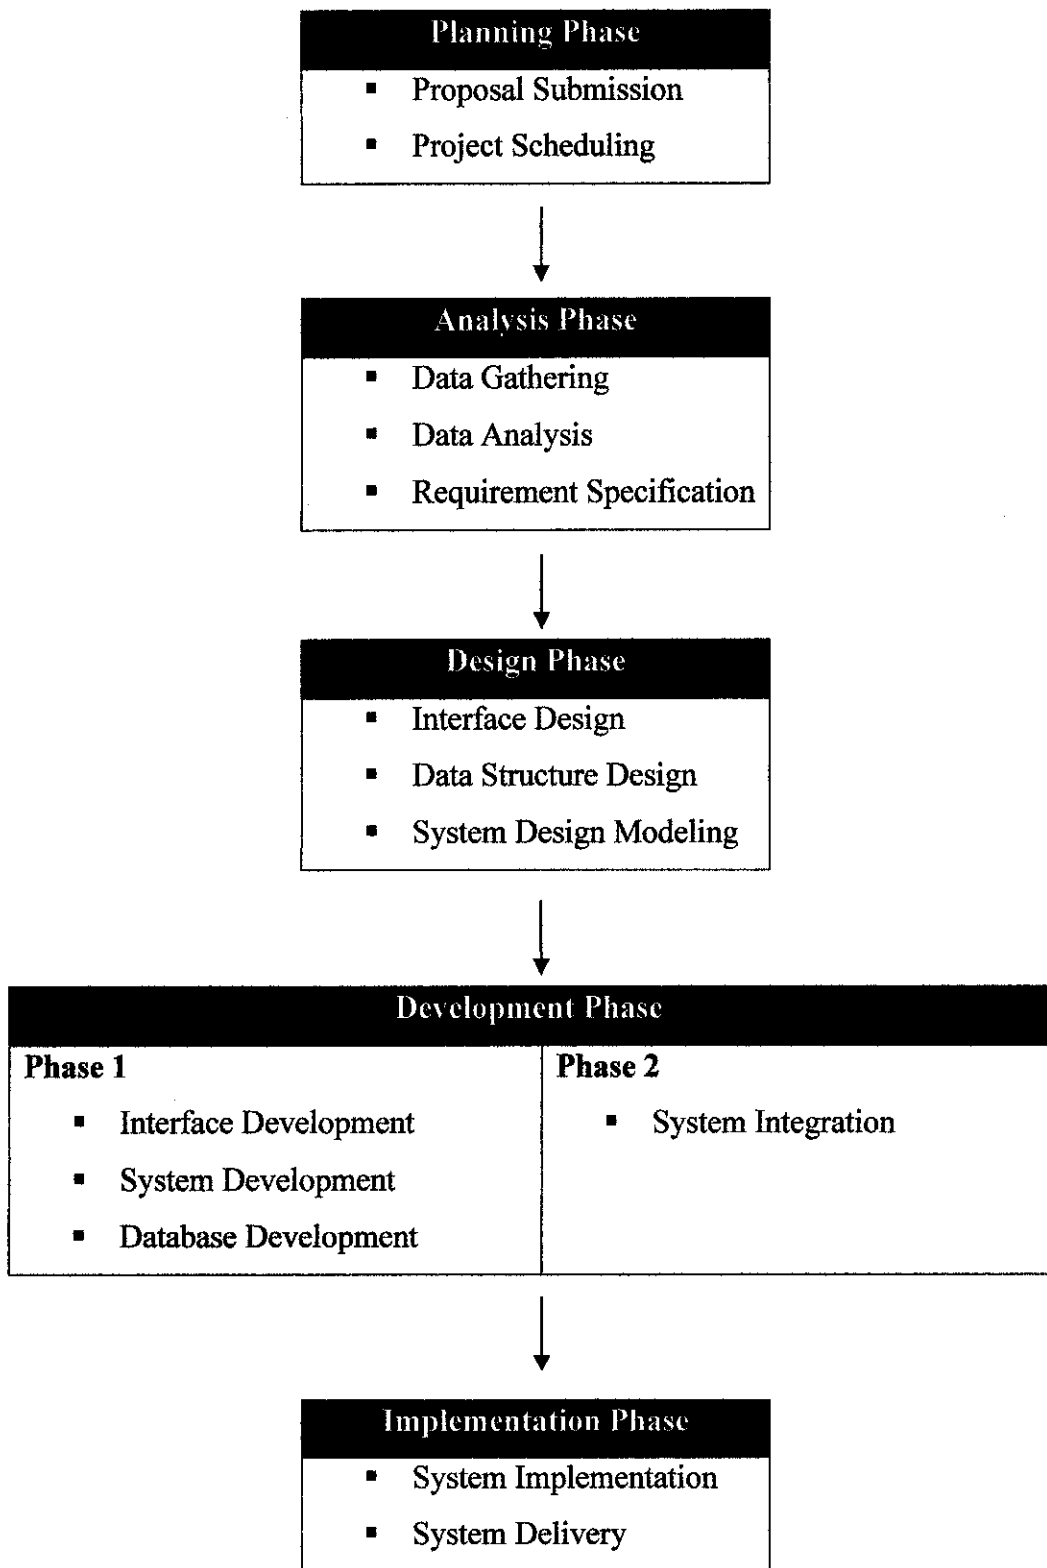 Planning Phase
▪ Proposal Submission
▪ Project Scheduling
Analysis Phase
▪ Data Gathering
▪ Data Analysis
▪ Requirement Specification
Design Phase
▪ Interface Design
▪ Data Structure Design
▪ System Design Modeling
Development Phase
Phase 1
▪ Interface Development
▪ System Development
▪ Database Development
Phase 2
▪ System Integration
Implementation Phase
▪ System Implementation
▪ System Delivery